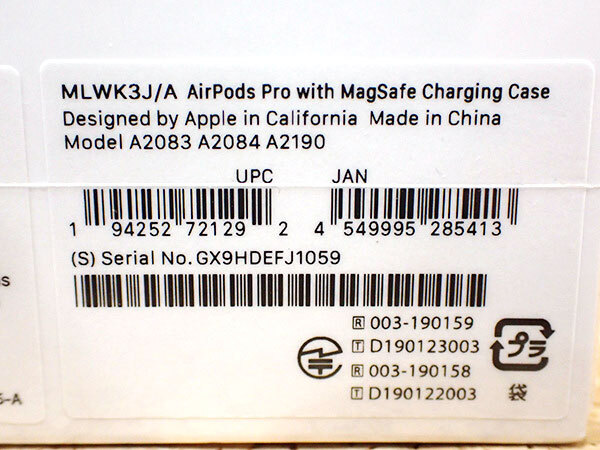 MLWK3J/A AirPods Pro with MagSafe Charging Case
Designed by Apple in California Made in China
Model A2083 A2084 A2190
UPC JAN
1 94252 72129 2 4 549995 285413
(S) Serial No. GX9HDEFJ1059
R 003-190159
T D190123003
R 003-190158
T D190122003
プラ
袋
s
5-A